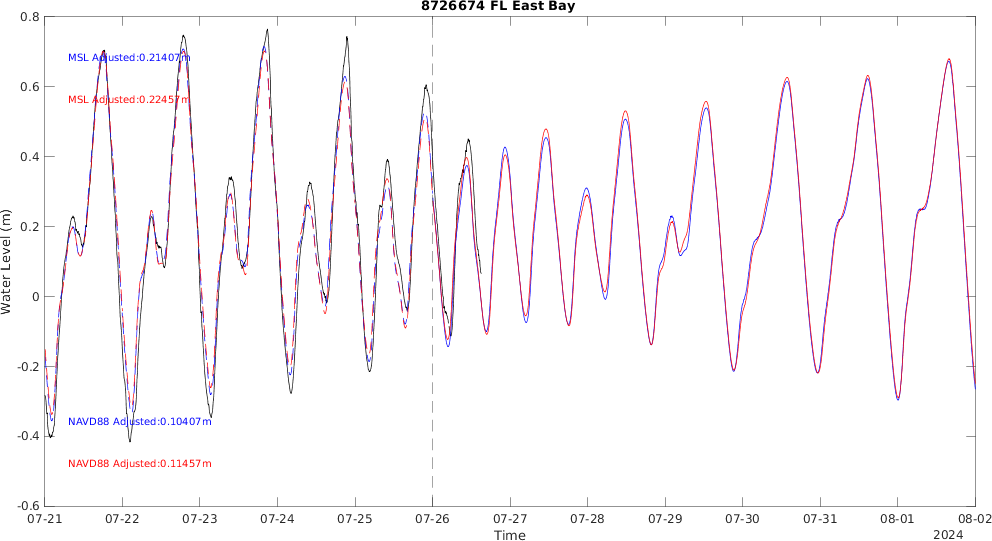 8726674 FL East Bay
0.8
0.6
0.4
0.2
0
-0.2
-0.4
-0.6
Water Level (m)
MSL Adjusted:0.21407m
MSL Adjusted:0.22457m
NAVD88 Adjusted:0.10407m
NAVD88 Adjusted:0.11457m
07-21 07-22 07-23 07-24 07-25 07-26 07-27 07-28 07-29 07-30 07-31 08-01 08-02
Time
2024